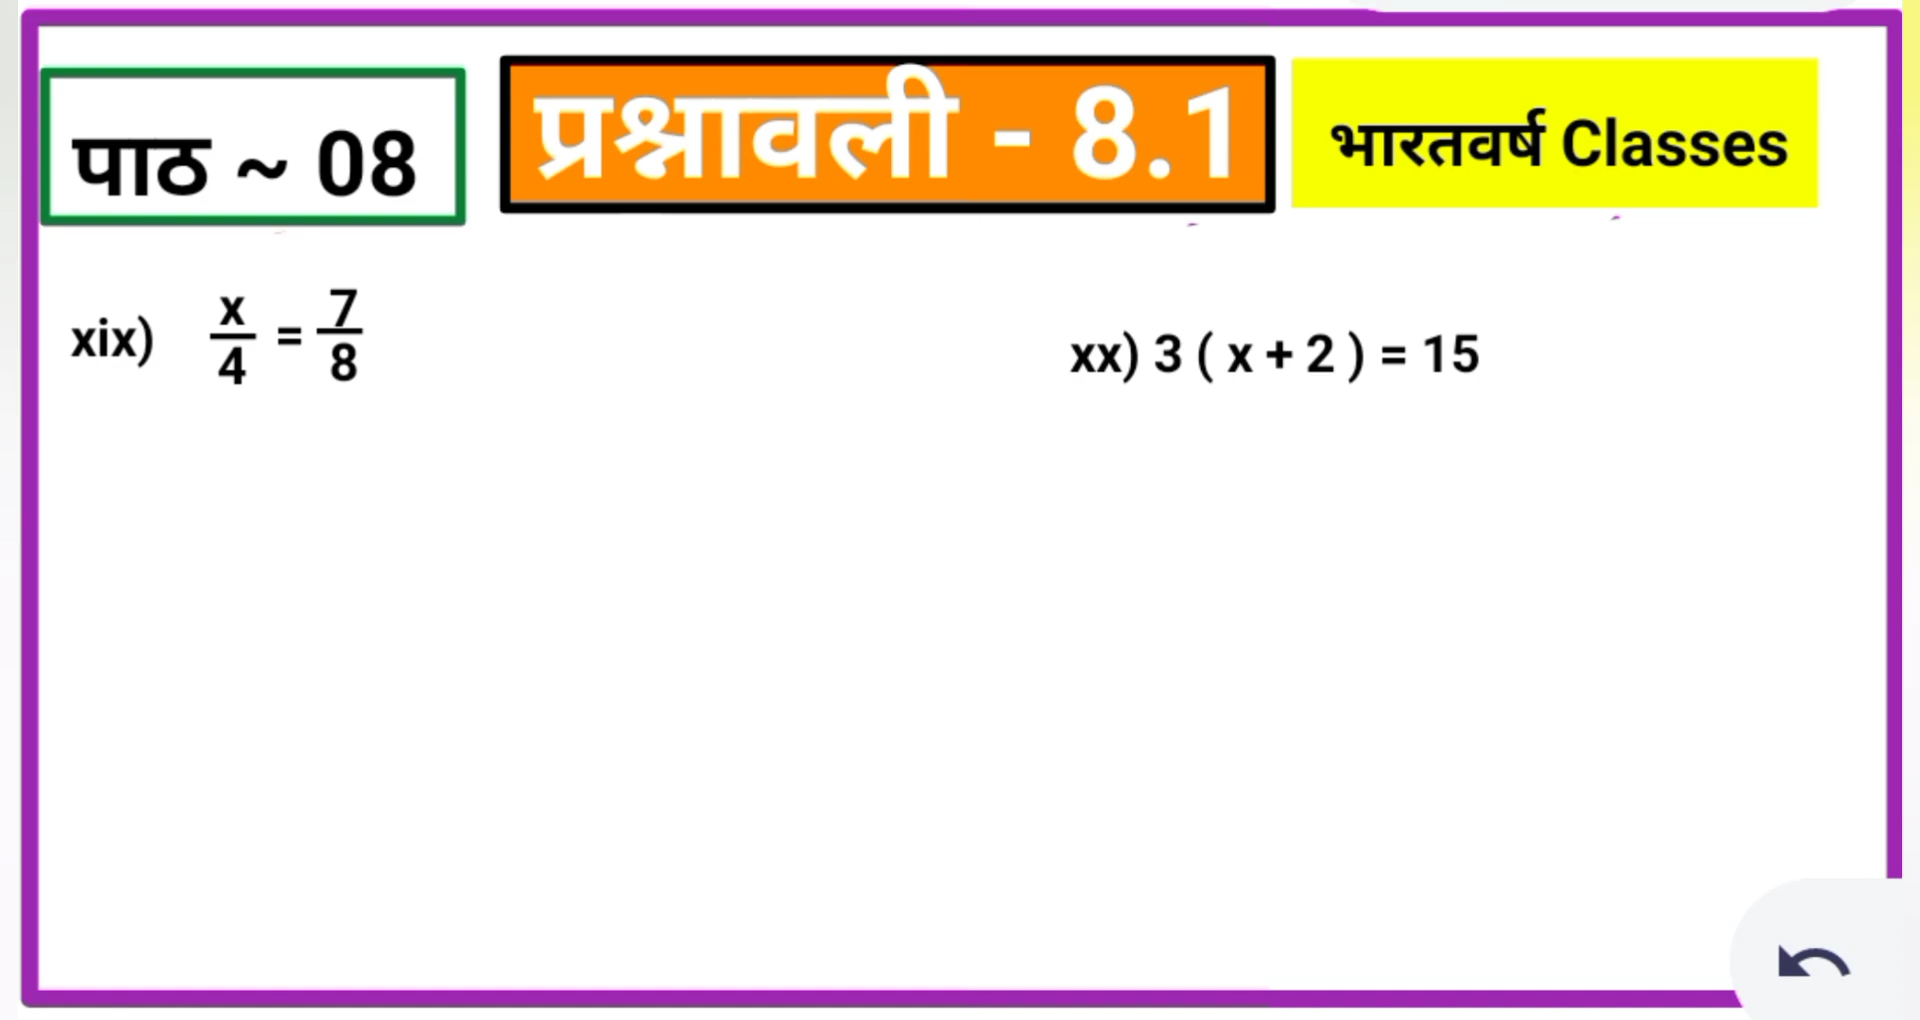 पाठ ~ 08
प्रश्नावली - 8.1
भारतवर्ष Classes
xix) x/4 = 7/8
xx) 3 ( x + 2 ) = 15